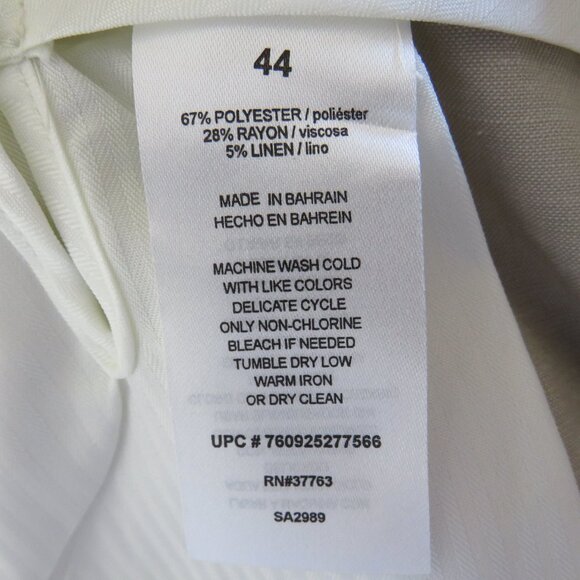 44
67% POLYESTER / poliéster
28% RAYON / viscosa
5% LINEN / lino
MADE IN BAHRAIN
HECHO EN BAHREIN
MACHINE WASH COLD
WITH LIKE COLORS
DELICATE CYCLE
ONLY NON-CHLORINE
BLEACH IF NEEDED
TUMBLE DRY LOW
WARM IRON
OR DRY CLEAN
UPC # 760925277566
RN#37763
SA2989